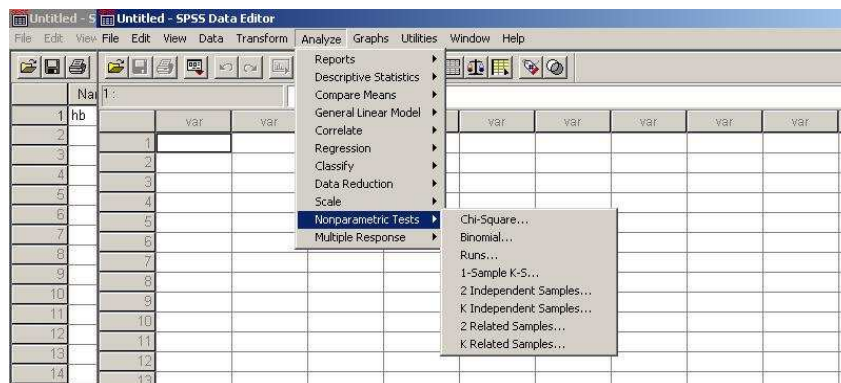 Untitled - S
Untitled - SPSS Data Editor
File Edit View
File Edit View Data Transform Analyze Graphs Utilities Window Help
Reports
Descriptive Statistics
Compare Means
General Linear Model
Correlate
Regression
Classify
Data Reduction
Scale
Nonparametric Tests
Multiple Response
Chi-Square...
Binomial...
Runs...
1-Sample K-S...
2 Independent Samples...
K Independent Samples...
2 Related Samples...
K Related Samples...
Nar
1 hb
2
3
4
5
6
7
8
9
10
11
12
13
14
1 :
var var var var var var var
1
2
3
4
5
6
7
8
9
10
11
12
13